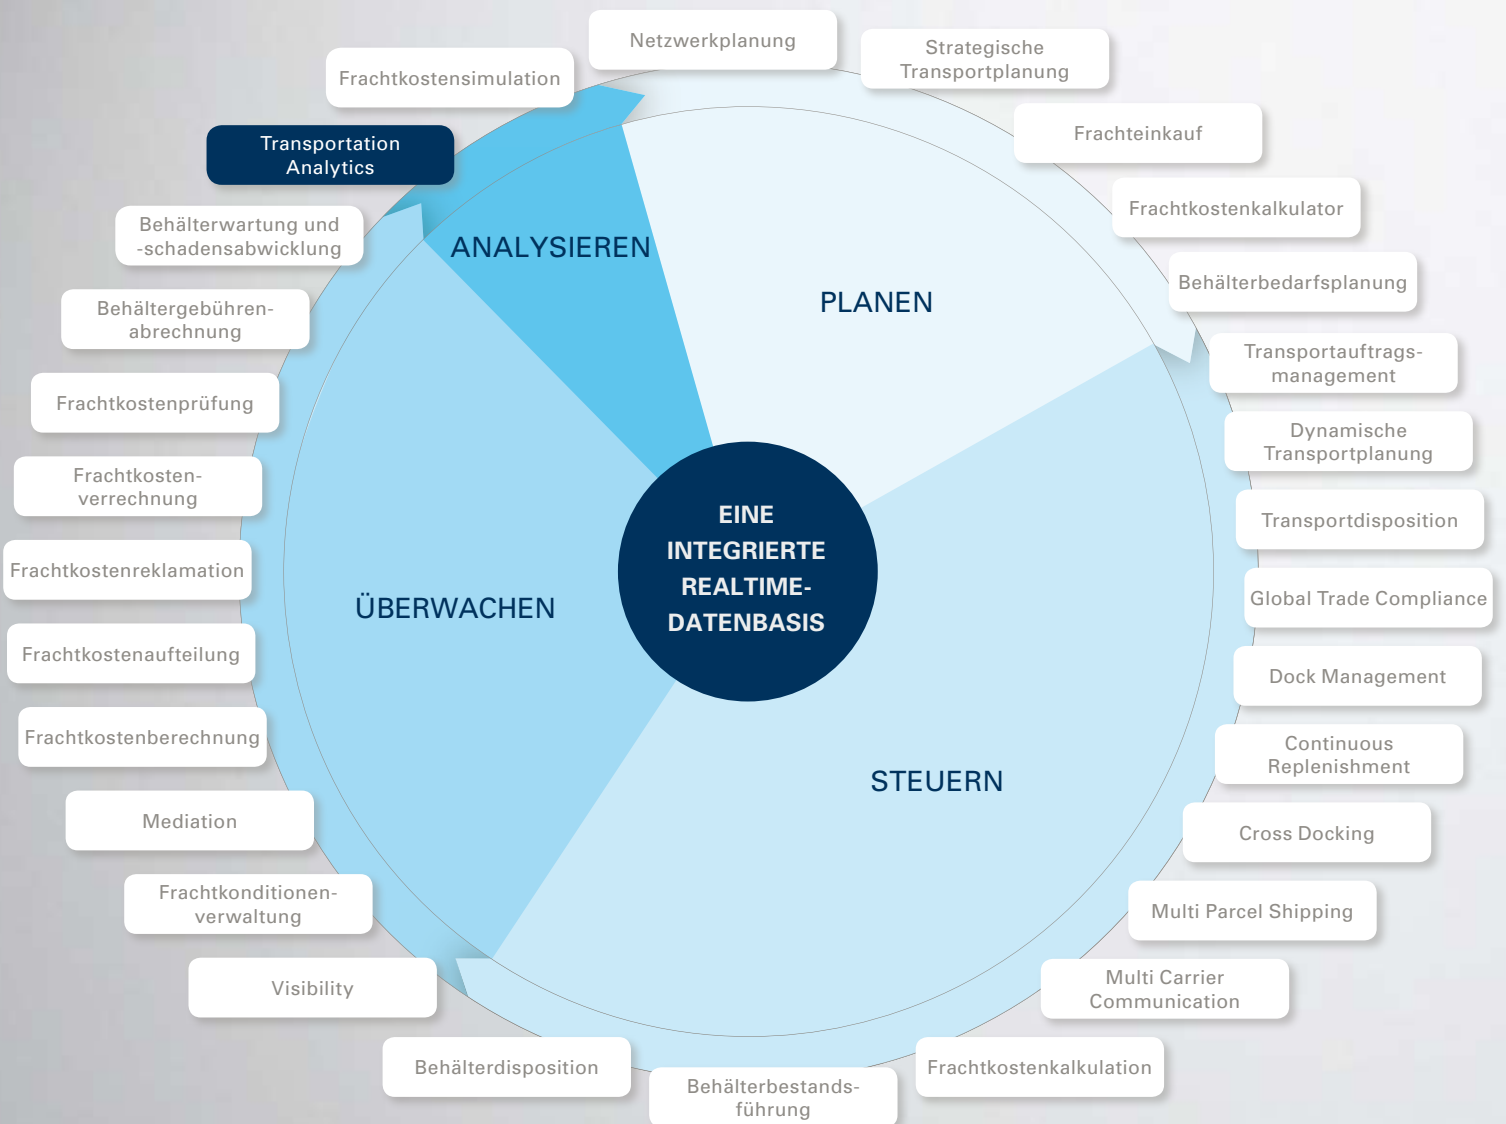 Netzwerkplanung
Strategische
Transportplanung
Frachteinkauf
Frachtkostenkalkulator
Behälterbedarfsplanung
Transportauftrags-
management
Dynamische
Transportplanung
Transportdisposition
Global Trade Compliance
Dock Management
Continuous
Replenishment
Cross Docking
Multi Parcel Shipping
Multi Carrier
Communication
Frachtkostenkalkulation
Behälterbestands-
führung
Behälterdisposition
Visibility
Frachtkonditionen-
verwaltung
Mediation
Frachtkostenberechnung
Frachtkostenaufteilung
Frachtkostenreklamation
Frachtkosten-
verrechnung
Frachtkostenprüfung
Behältergebühren-
abrechnung
Behälterwartung und
-schadensabwicklung
Transportation
Analytics
Frachtkostensimulation
ANALYSIEREN
PLANEN
STEUERN
ÜBERWACHEN
EINE
INTEGRIERTE
REALTIME-
DATENBASIS